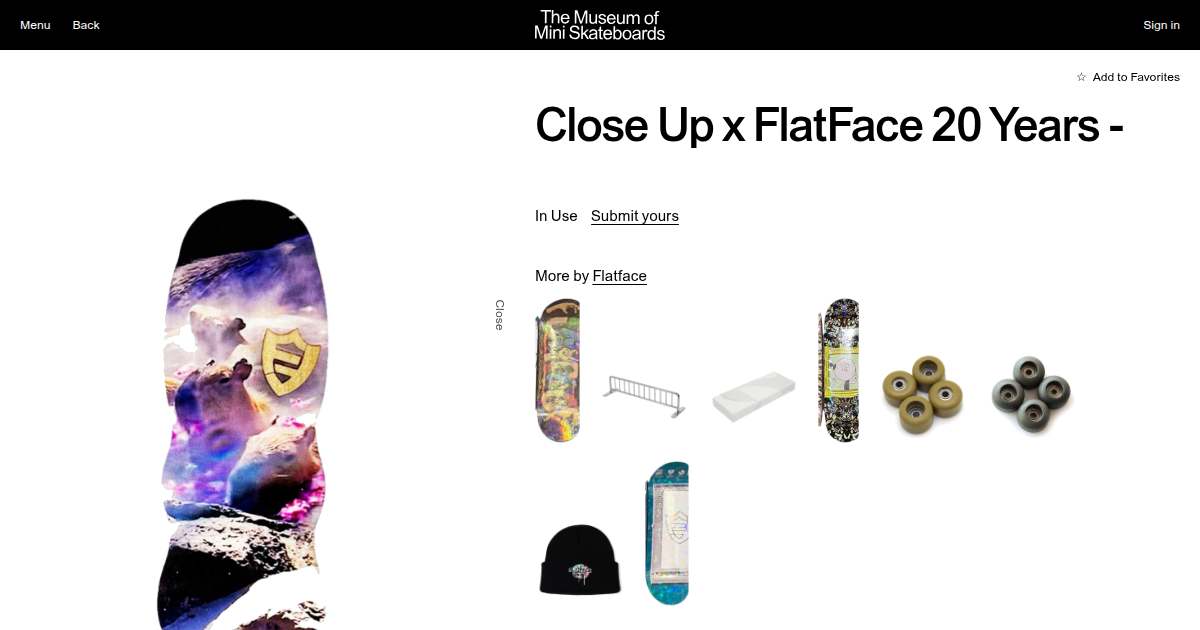 Menu
Back
The Museum of
Mini Skateboards
Sign in
☆ Add to Favorites
Close Up x FlatFace 20 Years -
In Use Submit yours
More by Flatface
Close